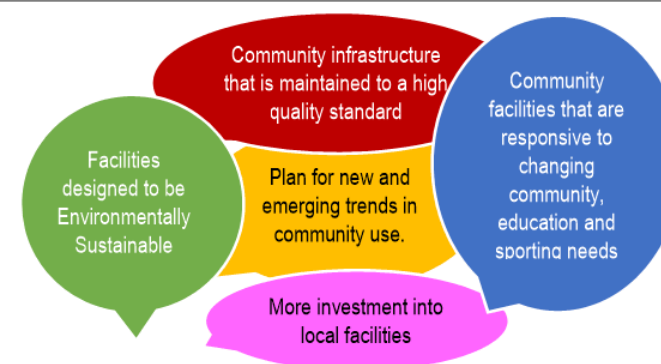 Community infrastructure
that is maintained to a high
quality standard
Community
facilities that are
responsive to
changing
community,
education and
sporting needs
Facilities
designed to be
Environmentally
Sustainable
Plan for new and
emerging trends in
community use.
More investment into
local facilities